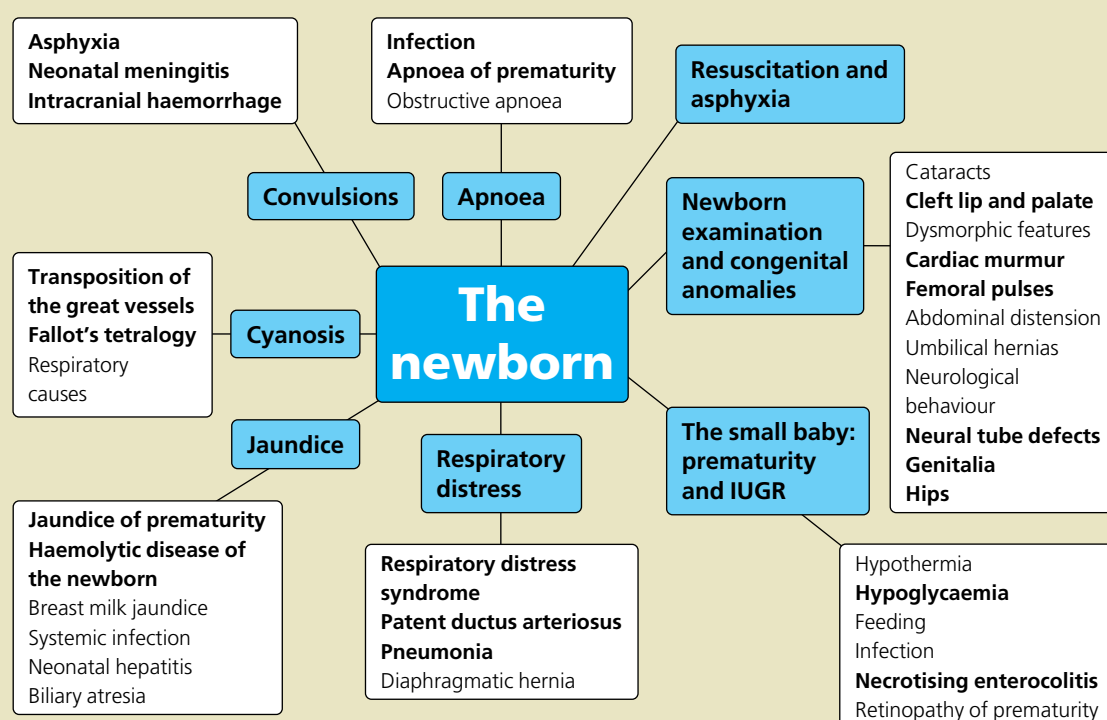 Asphyxia
Neonatal meningitis
Intracranial haemorrhage
Infection
Apnoea of prematurity
Obstructive apnoea
Resuscitation and
asphyxia
Convulsions
Apnoea
Newborn
examination
and congenital
anomalies
Cataracts
Cleft lip and palate
Dysmorphic features
Cardiac murmur
Femoral pulses
Abdominal distension
Umbilical hernias
Neurological
behaviour
Neural tube defects
Genitalia
Hips
Transposition of
the great vessels
Fallot's tetralogy
Respiratory
causes
Cyanosis
The
newborn
Jaundice
Respiratory
distress
The small baby:
prematurity
and IUGR
Jaundice of prematurity
Haemolytic disease of
the newborn
Breast milk jaundice
Systemic infection
Neonatal hepatitis
Biliary atresia
Respiratory distress
syndrome
Patent ductus arteriosus
Pneumonia
Diaphragmatic hernia
Hypothermia
Hypoglycaemia
Feeding
Infection
Necrotising enterocolitis
Retinopathy of prematurity